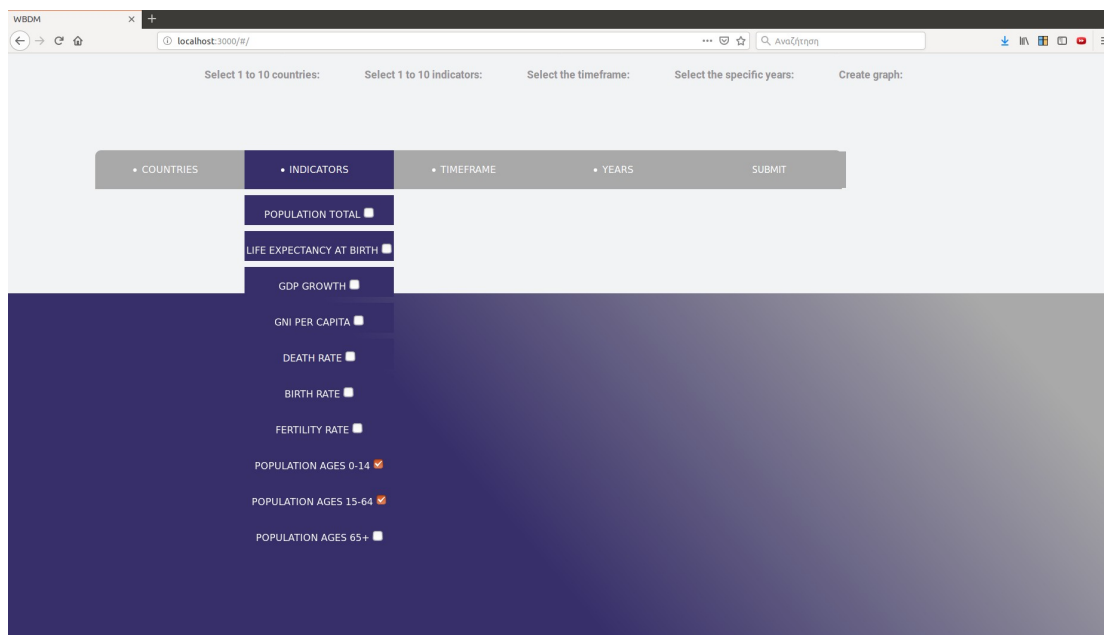 WBDM
localhost:3000/#/
Αναζήτηση
Select 1 to 10 countries: Select 1 to 10 indicators: Select the timeframe: Select the specific years: Create graph:
• COUNTRIES • INDICATORS • TIMEFRAME • YEARS SUBMIT
POPULATION TOTAL
LIFE EXPECTANCY AT BIRTH
GDP GROWTH
GNI PER CAPITA
DEATH RATE
BIRTH RATE
FERTILITY RATE
POPULATION AGES 0-14
POPULATION AGES 15-64
POPULATION AGES 65+